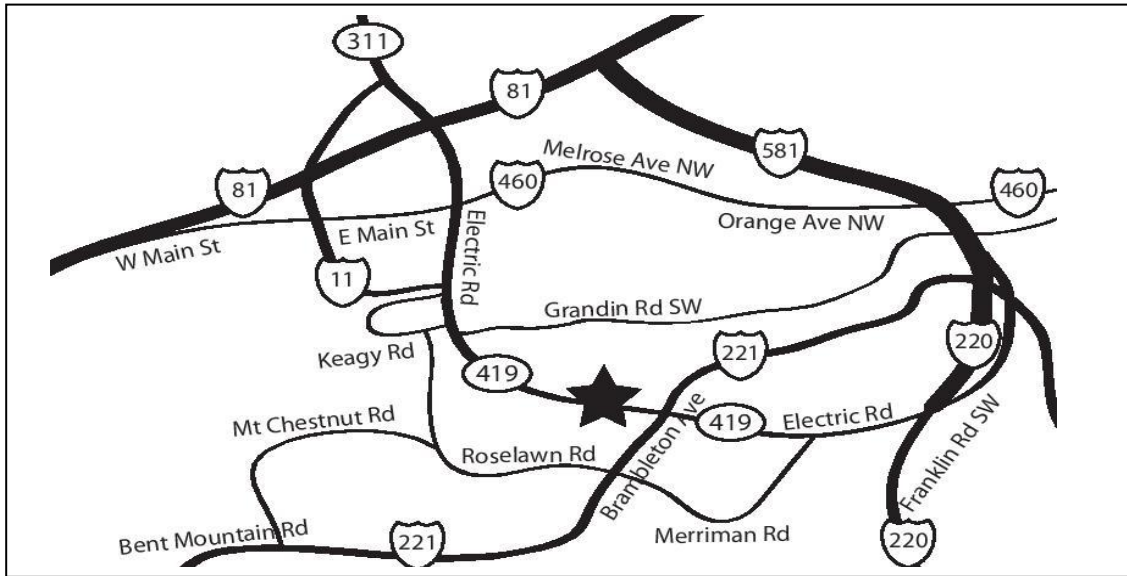 311
81
581
Melrose Ave NW
460
81
460
Orange Ave NW
E Main St
W Main St
Electric Rd
11
Grandin Rd SW
Keagy Rd
221
220
419
419
Electric Rd
Mt Chestnut Rd
Brambleton Ave
Franklin Rd SW
Roselawn Rd
Merriman Rd
Bent Mountain Rd
221
220